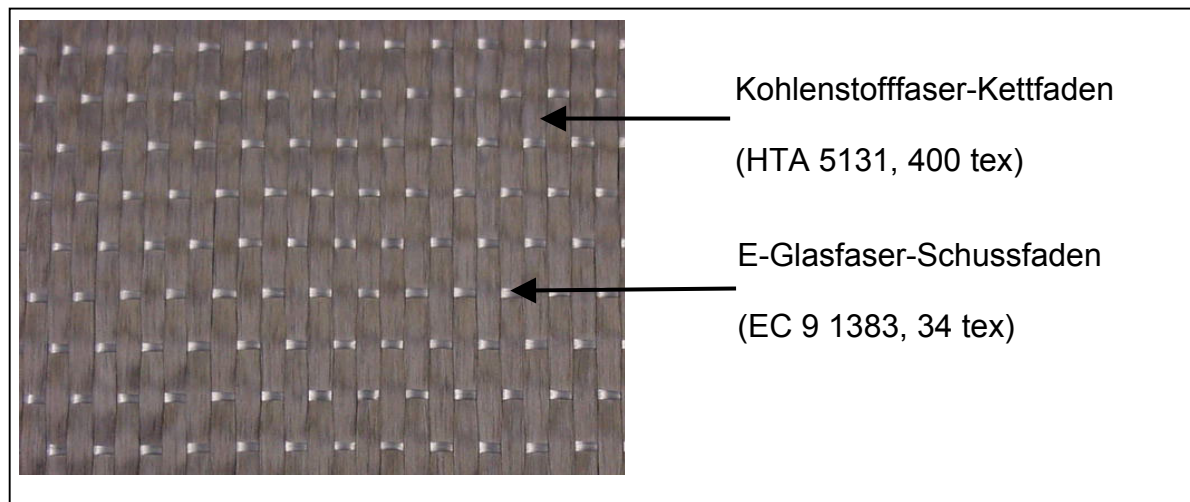 Kohlenstofffaser-Kettfaden
(HTA 5131, 400 tex)
E-Glasfaser-Schussfaden
(EC 9 1383, 34 tex)